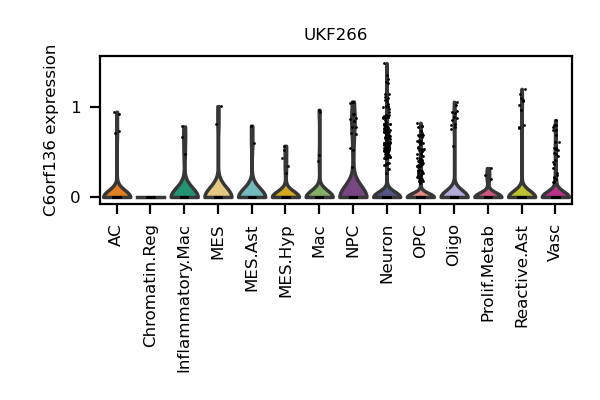 UKF266
C6orf136 expression
1
0
AC
Chromatin.Reg
Inflammatory.Mac
MES
MES.Ast
MES.Hyp
Mac
NPC
Neuron
OPC
Oligo
Prolif.Metab
Reactive.Ast
Vasc